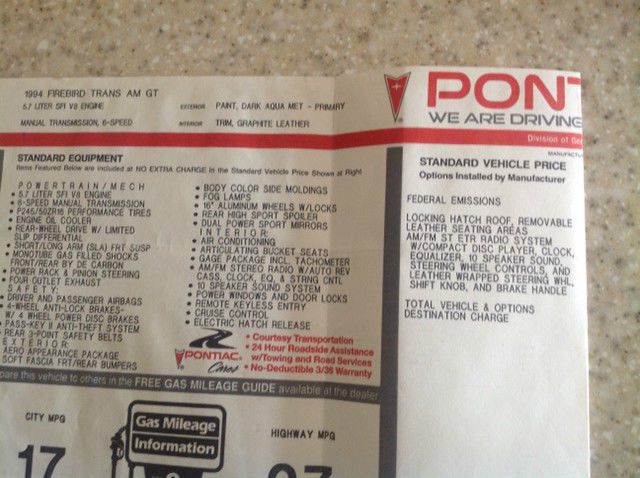 1994 FIREBIRD TRANS AM GT
5.7 LITER SFI V8 ENGINE
MANUAL TRANSMISSION, 6-SPEED
EXTERIOR PAINT, DARK AQUA MET - PRIMARY
INTERIOR TRIM, GRAPHITE LEATHER
PONT
WE ARE DRIVING
Division of Ge
STANDARD EQUIPMENT
Items Featured Below are included at NO EXTRA CHARGE in the Standard Vehicle Price Shown at Right
POWERTRAIN/MECH
• 5.7 LITER SFI V8 ENGINE
• 6-SPEED MANUAL TRANSMISSION
• P245/50ZR16 PERFORMANCE TIRES
• ENGINE OIL COOLER
• REAR-WHEEL DRIVE W/ LIMITED
SLIP DIFFERENTIAL
• SHORT/LONG ARM (SLA) FRT SUSP
• MONOTUBE GAS FILLED SHOCKS
FRONT/REAR BY DE CARBON
• POWER RACK & PINION STEERING
• FOUR OUTLET EXHAUST
SAFETY
• DRIVER AND PASSENGER AIRBAGS
• 4-WHEEL ANTI-LOCK BRAKES-
W/ 4 WHEEL POWER DISC BRAKES
• PASS-KEY II ANTI-THEFT SYSTEM
• REAR 3-POINT SAFETY BELTS
EXTERIOR
AERO APPEARANCE PACKAGE
SOFT FASCIA FRT/REAR BUMPERS
• BODY COLOR SIDE MOLDINGS
• FOG LAMPS
• 16" ALUMINUM WHEELS W/LOCKS
• REAR HIGH SPORT SPOILER
• DUAL POWER SPORT MIRRORS
INTERIOR
• AIR CONDITIONING
• ARTICULATING BUCKET SEATS
• GAGE PACKAGE INCL. TACHOMETER
• AM/FM STEREO RADIO W/AUTO REV
CASS, CLOCK, EQ, & STRNG CNTL
• 10 SPEAKER SOUND SYSTEM
• POWER WINDOWS AND DOOR LOCKS
• REMOTE KEYLESS ENTRY
• CRUISE CONTROL
• ELECTRIC HATCH RELEASE
PONTIAC
Cares
• Courtesy Transportation
• 24 Hour Roadside Assistance
w/Towing and Road Services
• No-Deductible 3/36 Warranty
MANUFACTU
STANDARD VEHICLE PRICE
Options Installed by Manufacturer
FEDERAL EMISSIONS
LOCKING HATCH ROOF, REMOVABLE
LEATHER SEATING AREAS
AM/FM ST ETR RADIO SYSTEM
W/COMPACT DISC PLAYER, CLOCK,
EQUALIZER, 10 SPEAKER SOUND
STEERING WHEEL CONTROLS, AND
LEATHER WRAPPED STEERING WHL,
SHIFT KNOB, AND BRAKE HANDLE
TOTAL VEHICLE & OPTIONS
DESTINATION CHARGE
pare this vehicle to others in the FREE GAS MILEAGE GUIDE available at the dealer
CITY MPG
17
Gas Mileage
Information
HIGHWAY MPG